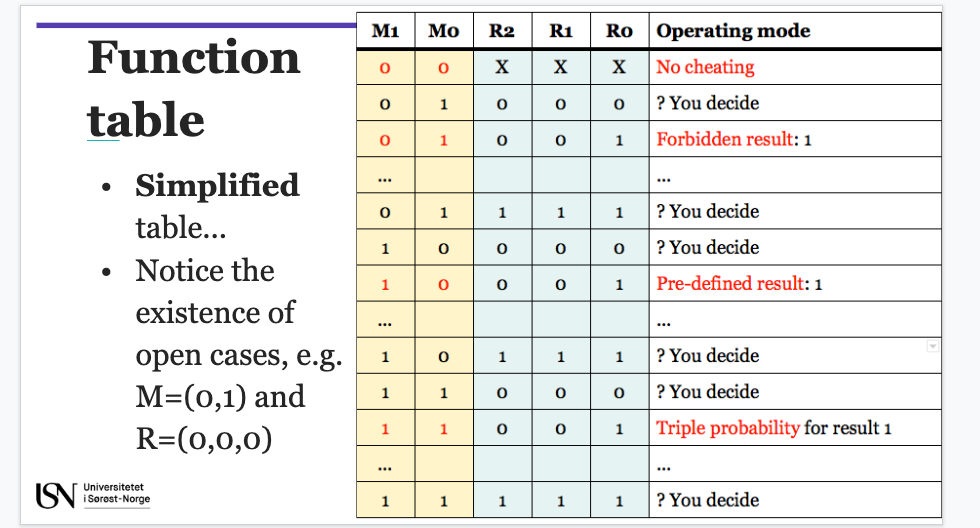 Function
table
• Simplified
table...
• Notice the
existence of
open cases, e.g.
M=(0,1) and
R=(0,0,0)
USN Universitetet
i Sørøst-Norge
M1 M0 R2 R1 R0 Operating mode
0 0 X X X No cheating
0 1 0 0 0 ? You decide
0 1 0 0 1 Forbidden result: 1
... ...
0 1 1 1 1 ? You decide
1 0 0 0 0 ? You decide
1 0 0 0 1 Pre-defined result: 1
... ...
1 0 1 1 1 ? You decide
1 1 0 0 0 ? You decide
1 1 0 0 1 Triple probability for result 1
... ...
1 1 1 1 1 ? You decide